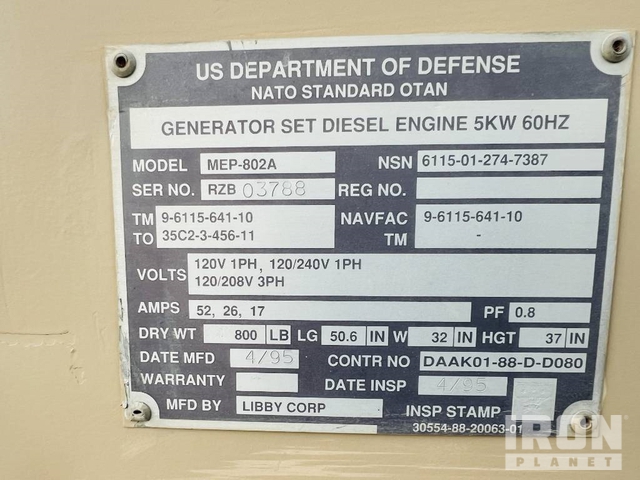 US DEPARTMENT OF DEFENSE
NATO STANDARD OTAN
GENERATOR SET DIESEL ENGINE 5KW 60HZ
MODEL MEP-802A NSN 6115-01-274-7387
SER NO. RZB 03788 REG NO.
TM 9-6115-641-10 NAVFAC 9-6115-641-10
TO 35C2-3-456-11 TM -
VOLTS 120V 1PH, 120/240V 1PH
120/208V 3PH
AMPS 52, 26, 17 PF 0.8
DRY WT 800 LB LG 50.6 IN W 32 IN HGT 37 IN
DATE MFD 4/95 CONTR NO DAAK01-88-D-D080
WARRANTY DATE INSP 4/95
MFD BY LIBBY CORP INSP STAMP
30554-88-20063-01
IRON
PLANET